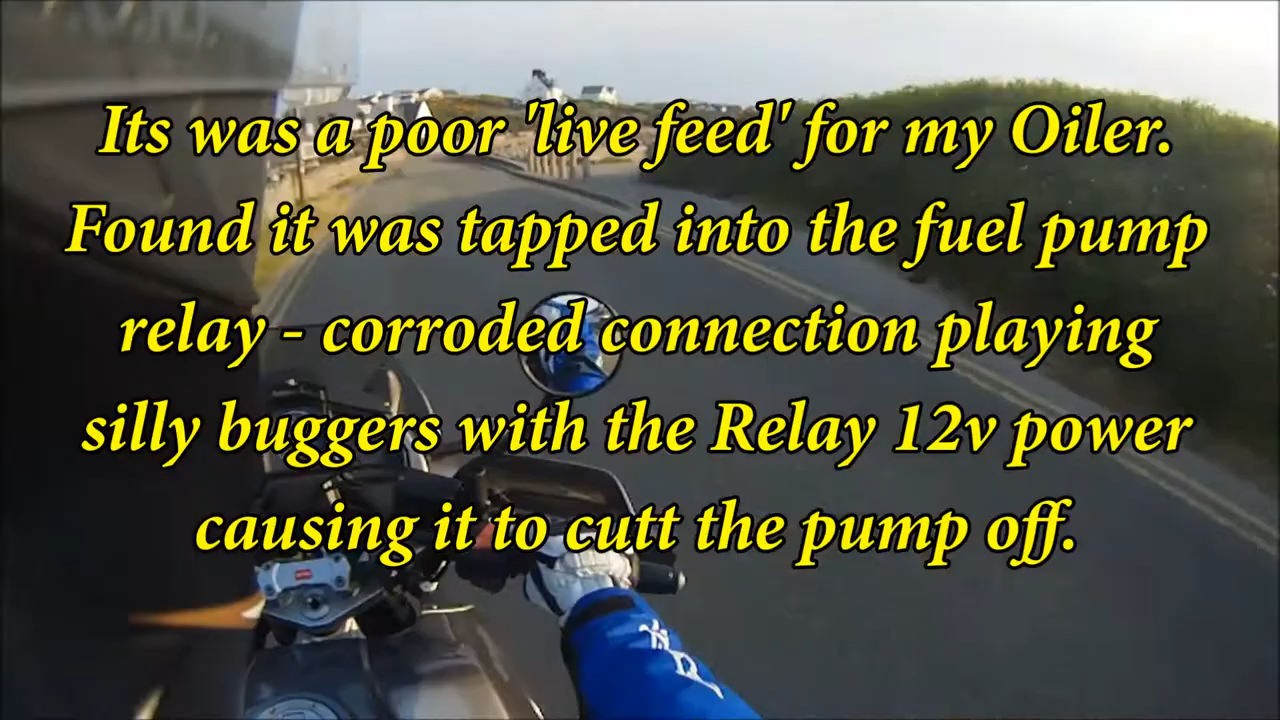 Its was a poor 'live feed' for my Oiler.
Found it was tapped into the fuel pump
relay - corroded connection playing
silly buggers with the Relay 12v power
causing it to cutt the pump off.